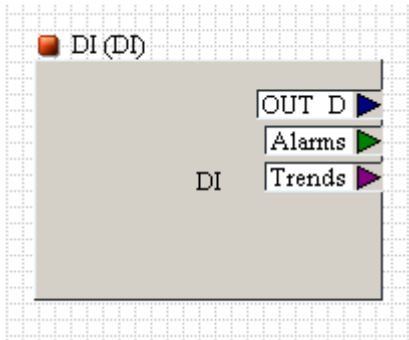 DI (DI)
OUT D
Alarms
DI
Trends